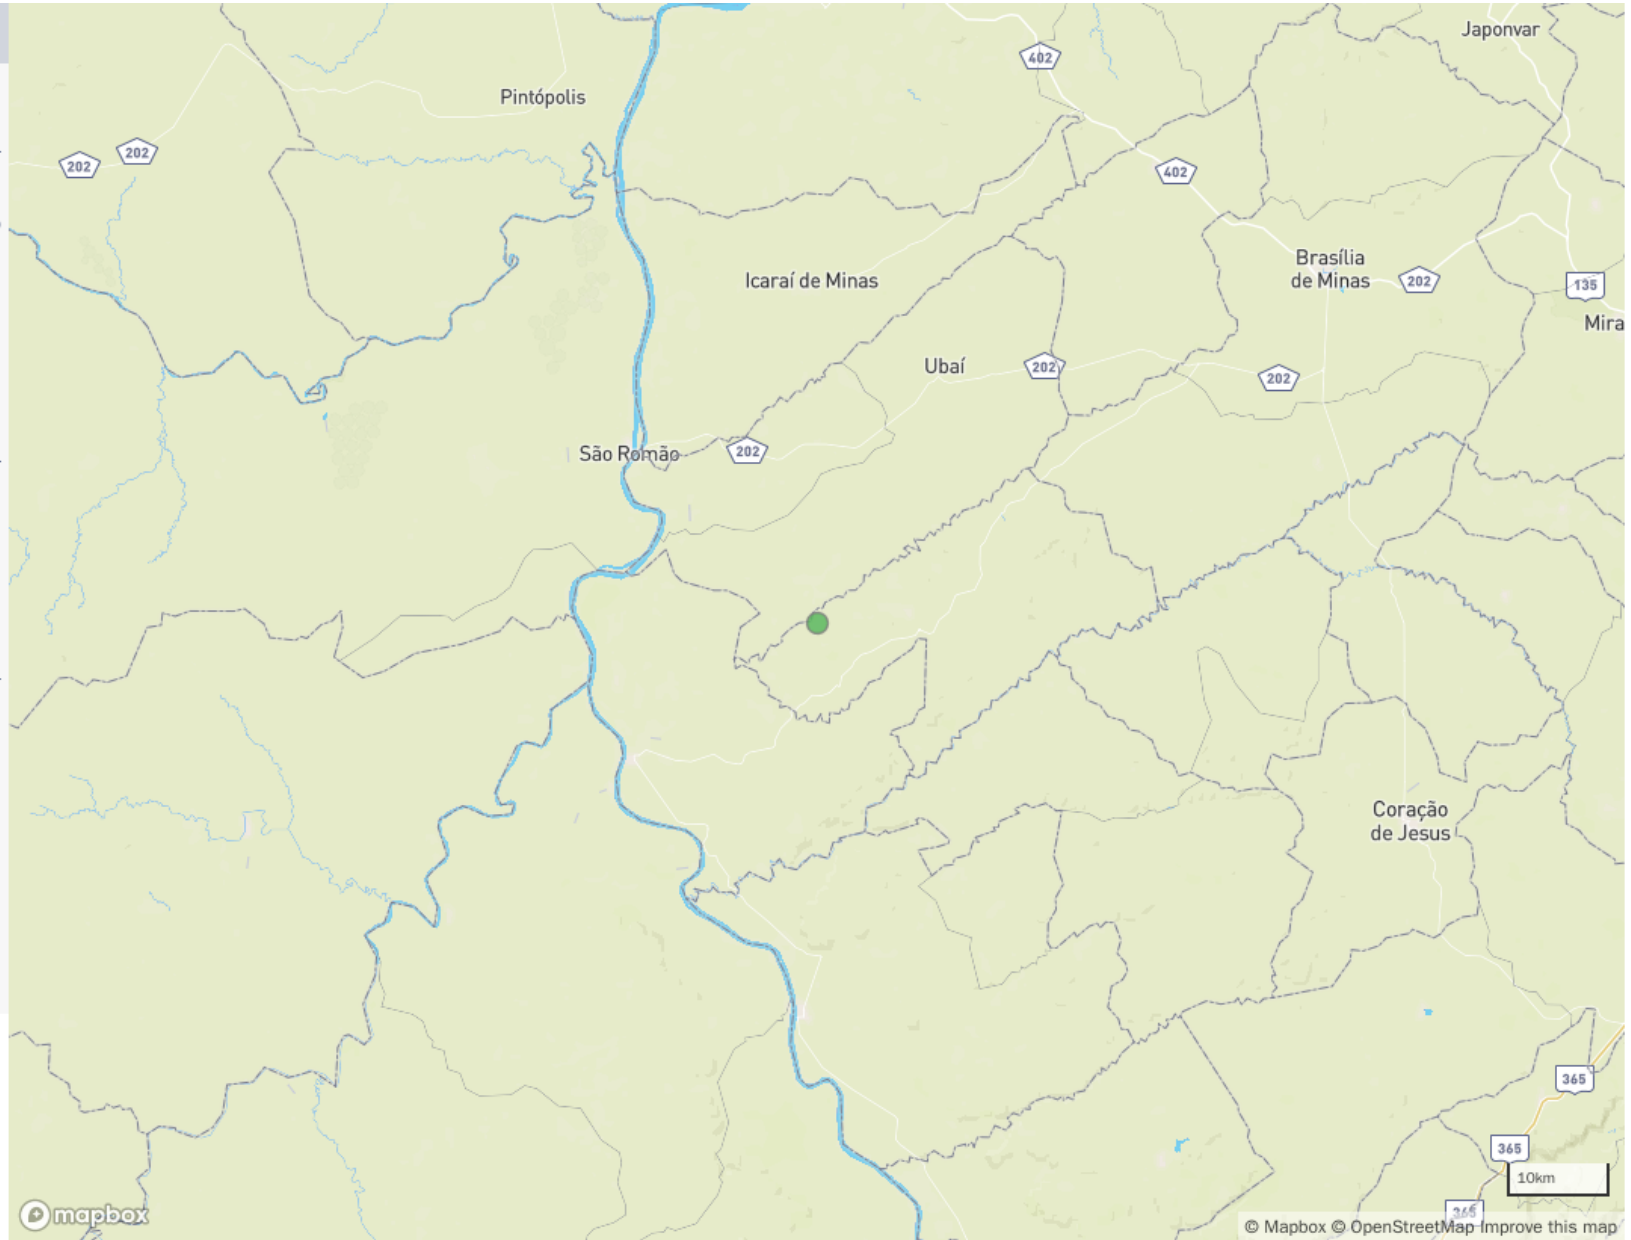 Japonvar
402
Pintópolis
202
202
402
Brasília
de Minas
Icaraí de Minas
202
135
Mira
Ubaí
202
202
São Romão
202
Coração
de Jesus
365
365
10km
365
mapbox
© Mapbox © OpenStreetMap Improve this map